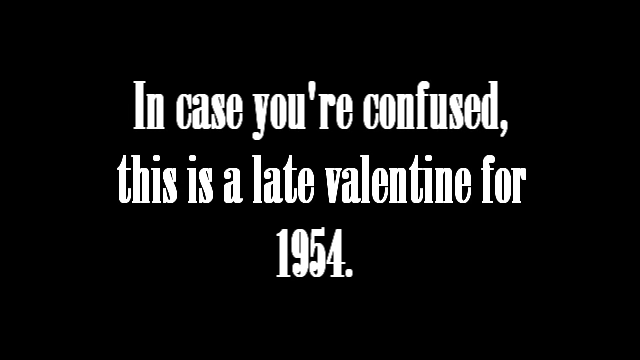 In case you're confused,
this is a late valentine for
1954.